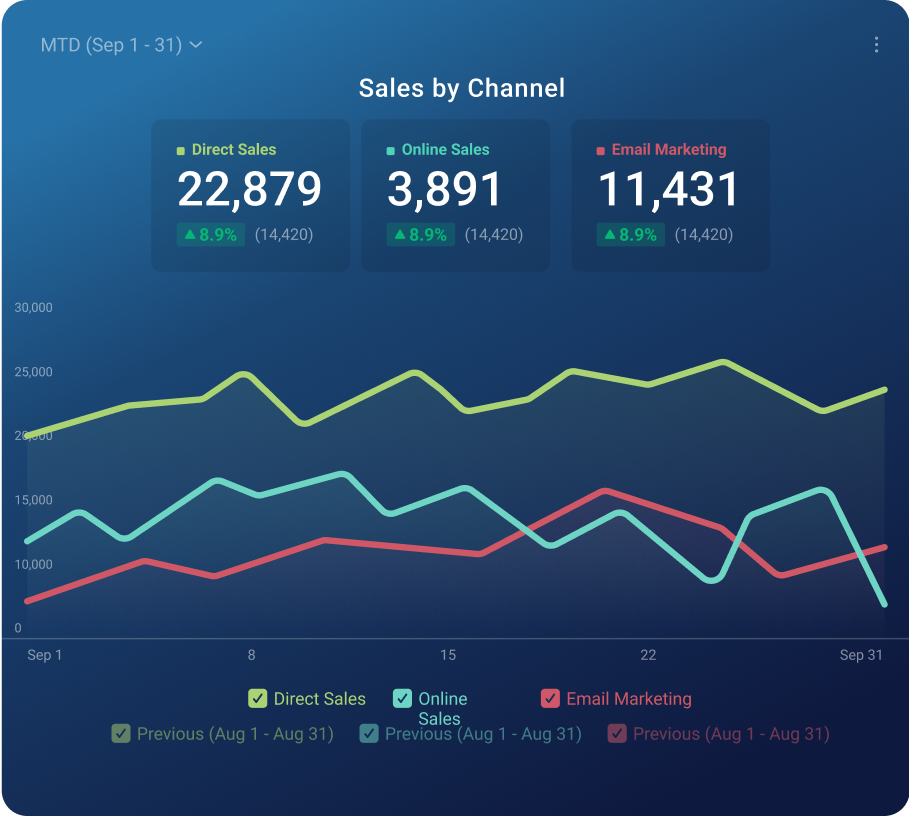 MTD (Sep 1 - 31)
Sales by Channel
Direct Sales
Online Sales
Email Marketing
22,879
3,891
11,431
8.9% (14,420)
8.9% (14,420)
8.9% (14,420)
30,000
25,000
20,000
15,000
10,000
0
Sep 1
8
15
22
Sep 31
Direct Sales
Online
Sales
Email Marketing
Previous (Aug 1 - Aug 31)
Previous (Aug 1 - Aug 31)
Previous (Aug 1 - Aug 31)